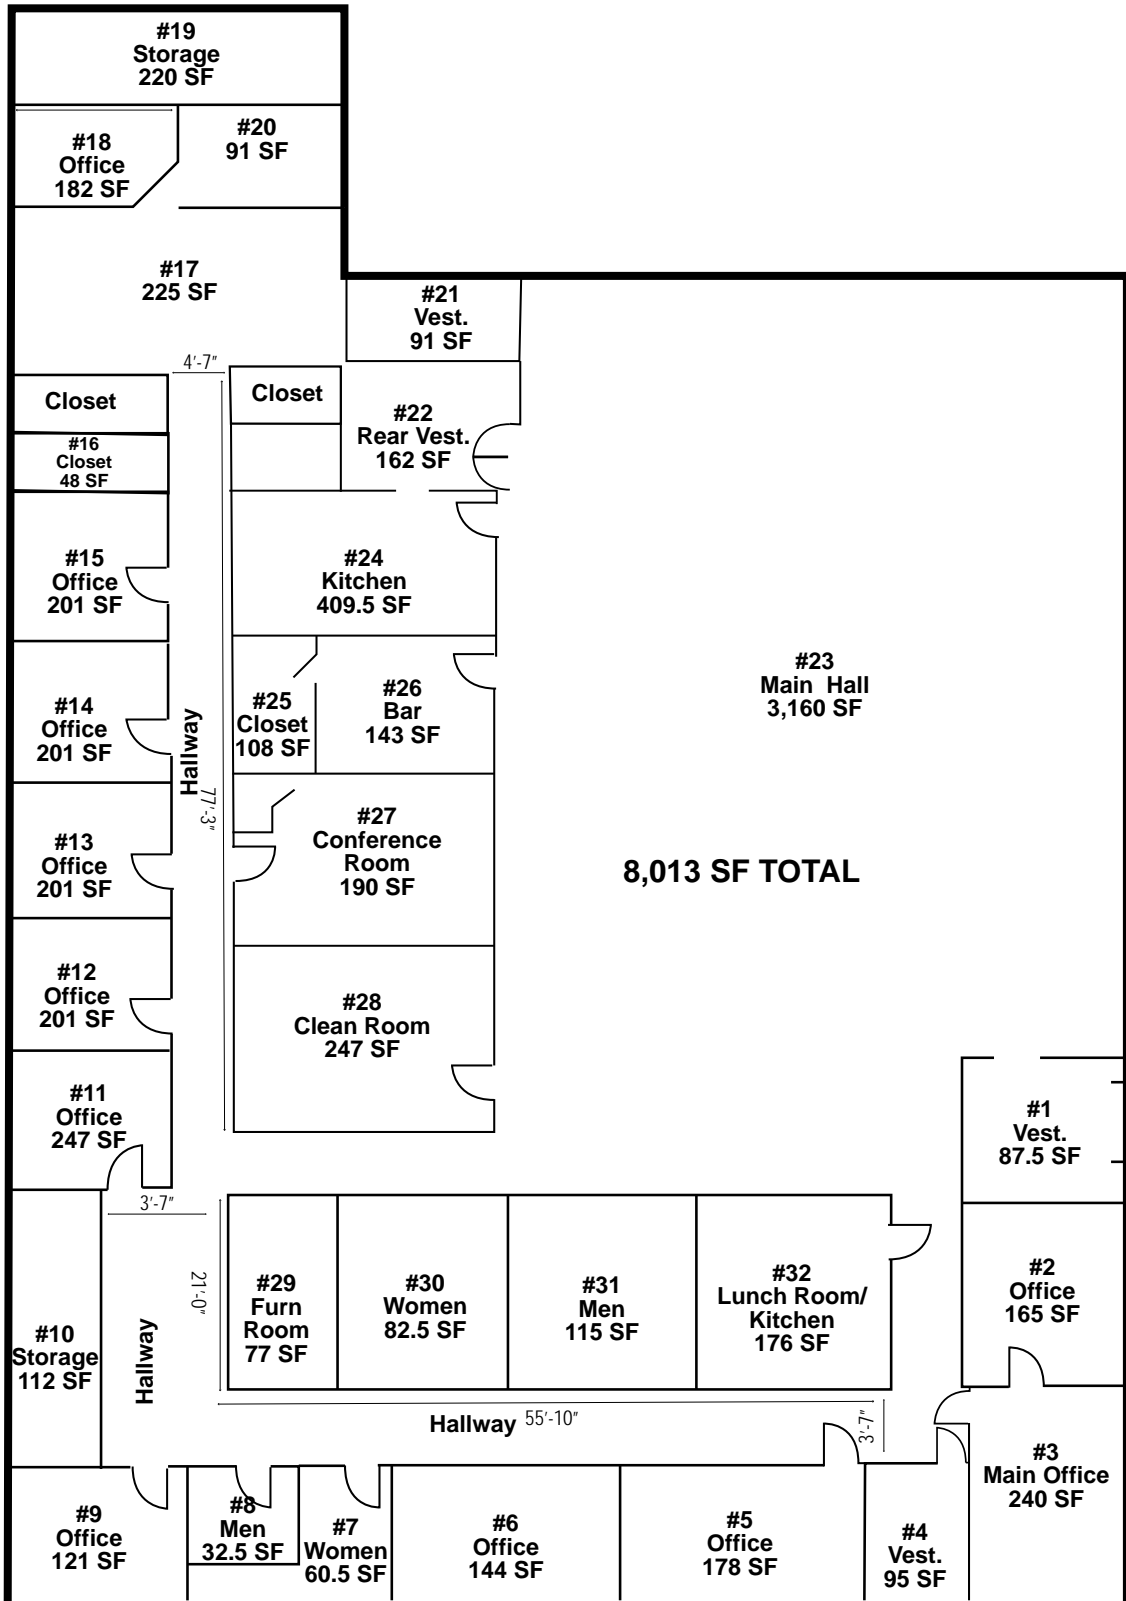 #19
Storage
220 SF
#18
Office
182 SF
#20
91 SF
#17
225 SF
#21
Vest.
91 SF
4'-7"
Closet
Closet
#22
Rear Vest.
162 SF
#16
Closet
48 SF
#15
Office
201 SF
#24
Kitchen
409.5 SF
#23
Main Hall
3,160 SF
#14
Office
201 SF
Hallway
77'-3"
#25
Closet
108 SF
#26
Bar
143 SF
#13
Office
201 SF
#27
Conference
Room
190 SF
8,013 SF TOTAL
#12
Office
201 SF
#28
Clean Room
247 SF
#11
Office
247 SF
#1
Vest.
87.5 SF
3'-7"
21'-0"
#10
Storage
112 SF
Hallway
#29
Furn
Room
77 SF
#30
Women
82.5 SF
#31
Men
115 SF
#32
Lunch Room/
Kitchen
176 SF
#2
Office
165 SF
Hallway 55'-10"
3'-7"
#3
Main Office
240 SF
#9
Office
121 SF
#8
Men
32.5 SF
#7
Women
60.5 SF
#6
Office
144 SF
#5
Office
178 SF
#4
Vest.
95 SF